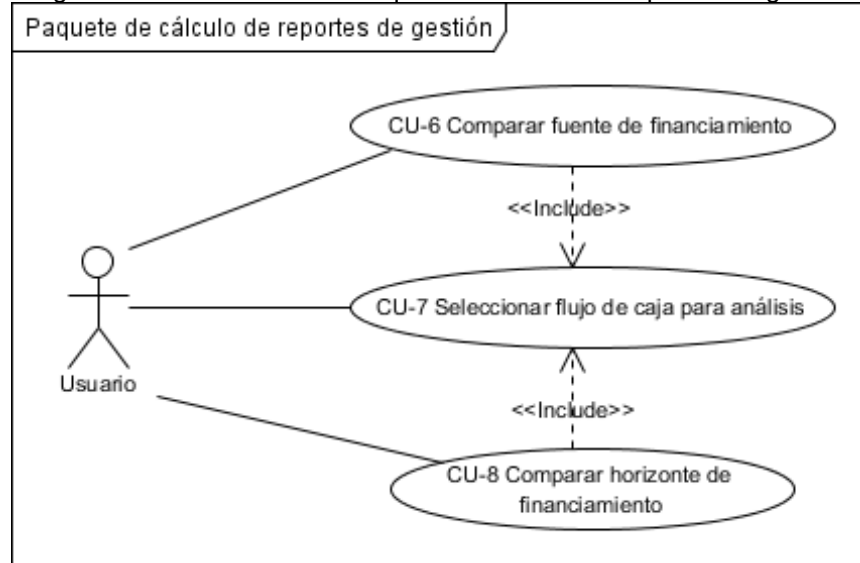 Paquete de cálculo de reportes de gestión
CU-6 Comparar fuente de financiamiento
<<Include>>
CU-7 Seleccionar flujo de caja para análisis
Usuario
<<Include>>
CU-8 Comparar horizonte de
financiamiento